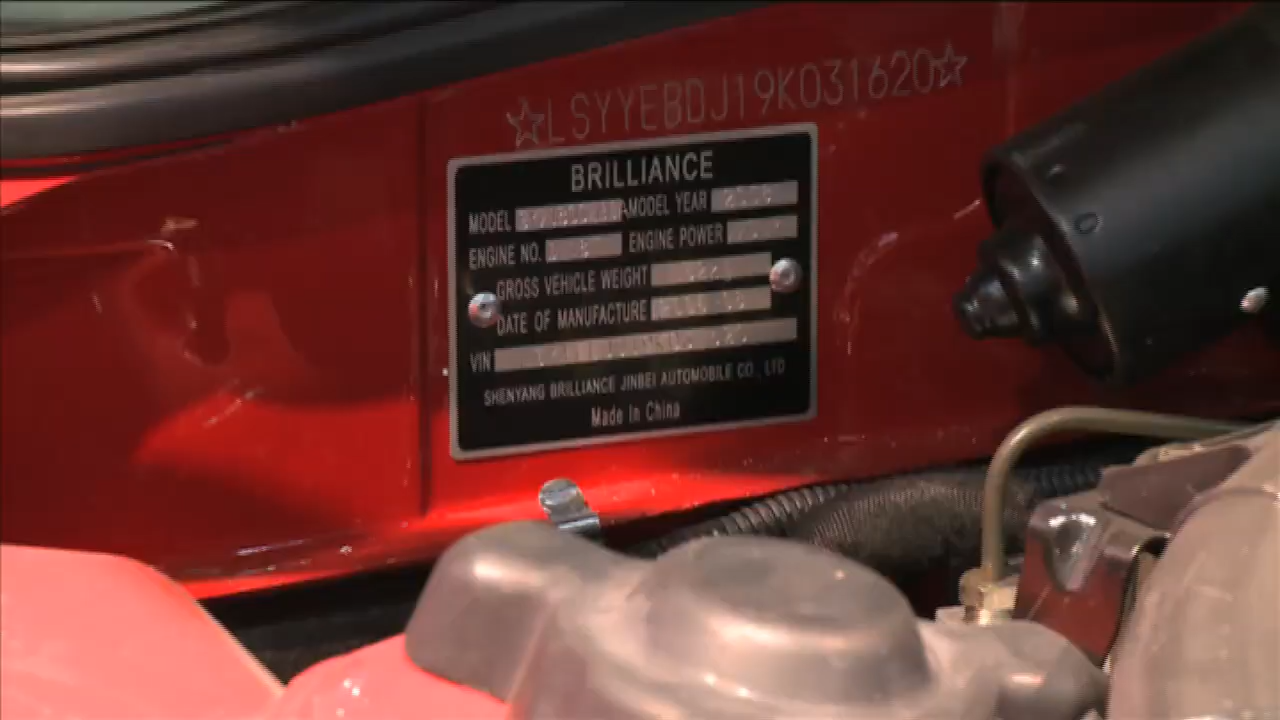 ☆LSYYEBDJ19K031620☆
BRILLIANCE
MODEL MODEL YEAR
ENGINE NO. ENGINE POWER
GROSS VEHICLE WEIGHT
DATE OF MANUFACTURE
VIN
SHENYANG BRILLIANCE JINBEI AUTOMOBILE CO., LTD
Made In China